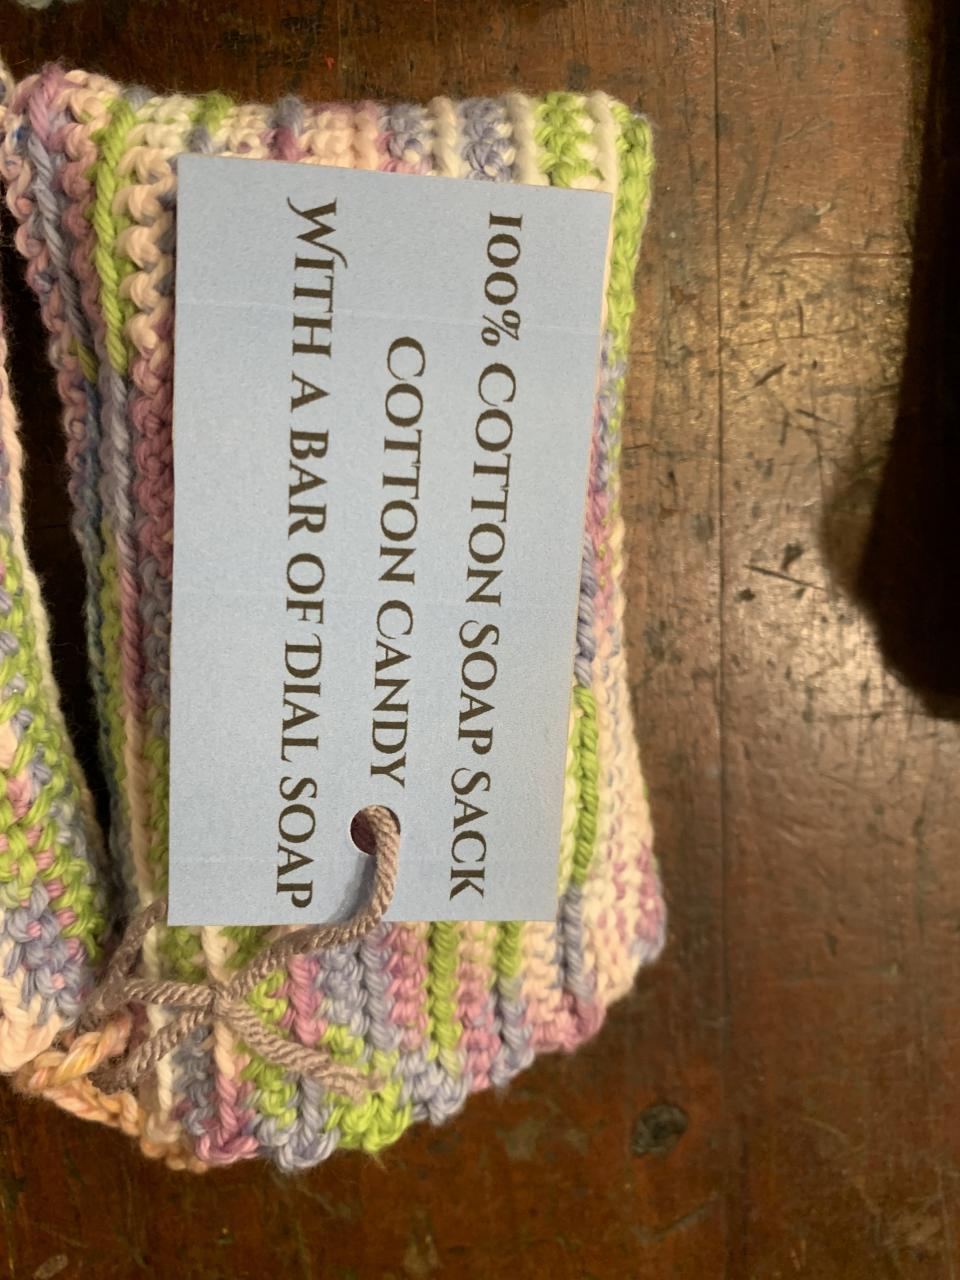 100% Cotton Soap Sack
Cotton Candy
With a bar of Dial Soap